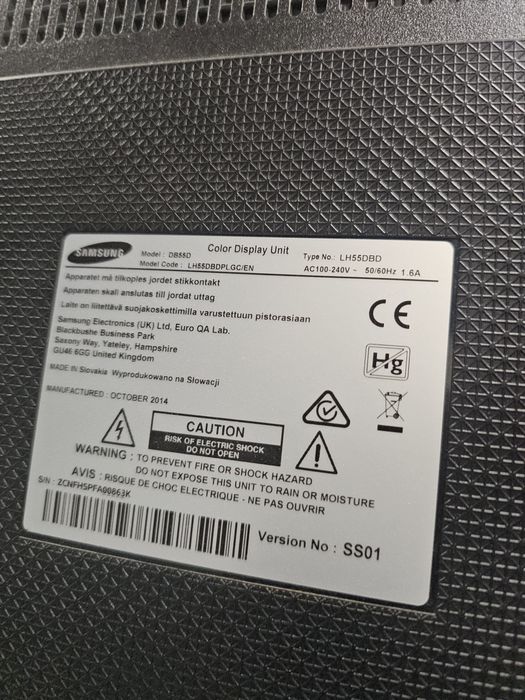 SAMSUNG
Color Display Unit
Model : DB55D
Type No. : LH55DBD
Model Code : LH55DBDPLGC/EN
AC100-240V ~ 50/60Hz 1.6A
Apparatet må tilkoples jordet stikkontakt
Apparaten skall anslutas till jordat uttag
Laite on liitettävä suojakoskettimilla varustettuun pistorasiaan
Samsung Electronics (UK) Ltd, Euro QA Lab.
Blackbushe Business Park
Saxony Way, Yateley, Hampshire
GU46 6GG United Kingdom
CE
Hg
MADE IN Slovakia Wyprodukowano na Słowacji
MANUFACTURED : OCTOBER 2014
CAUTION
RISK OF ELECTRIC SHOCK
DO NOT OPEN
WARNING : TO PREVENT FIRE OR SHOCK HAZARD
DO NOT EXPOSE THIS UNIT TO RAIN OR MOISTURE
AVIS : RISQUE DE CHOC ELECTRIQUE - NE PAS OUVRIR
S/N : ZCNFHSPFA00863K
Version No : SS01